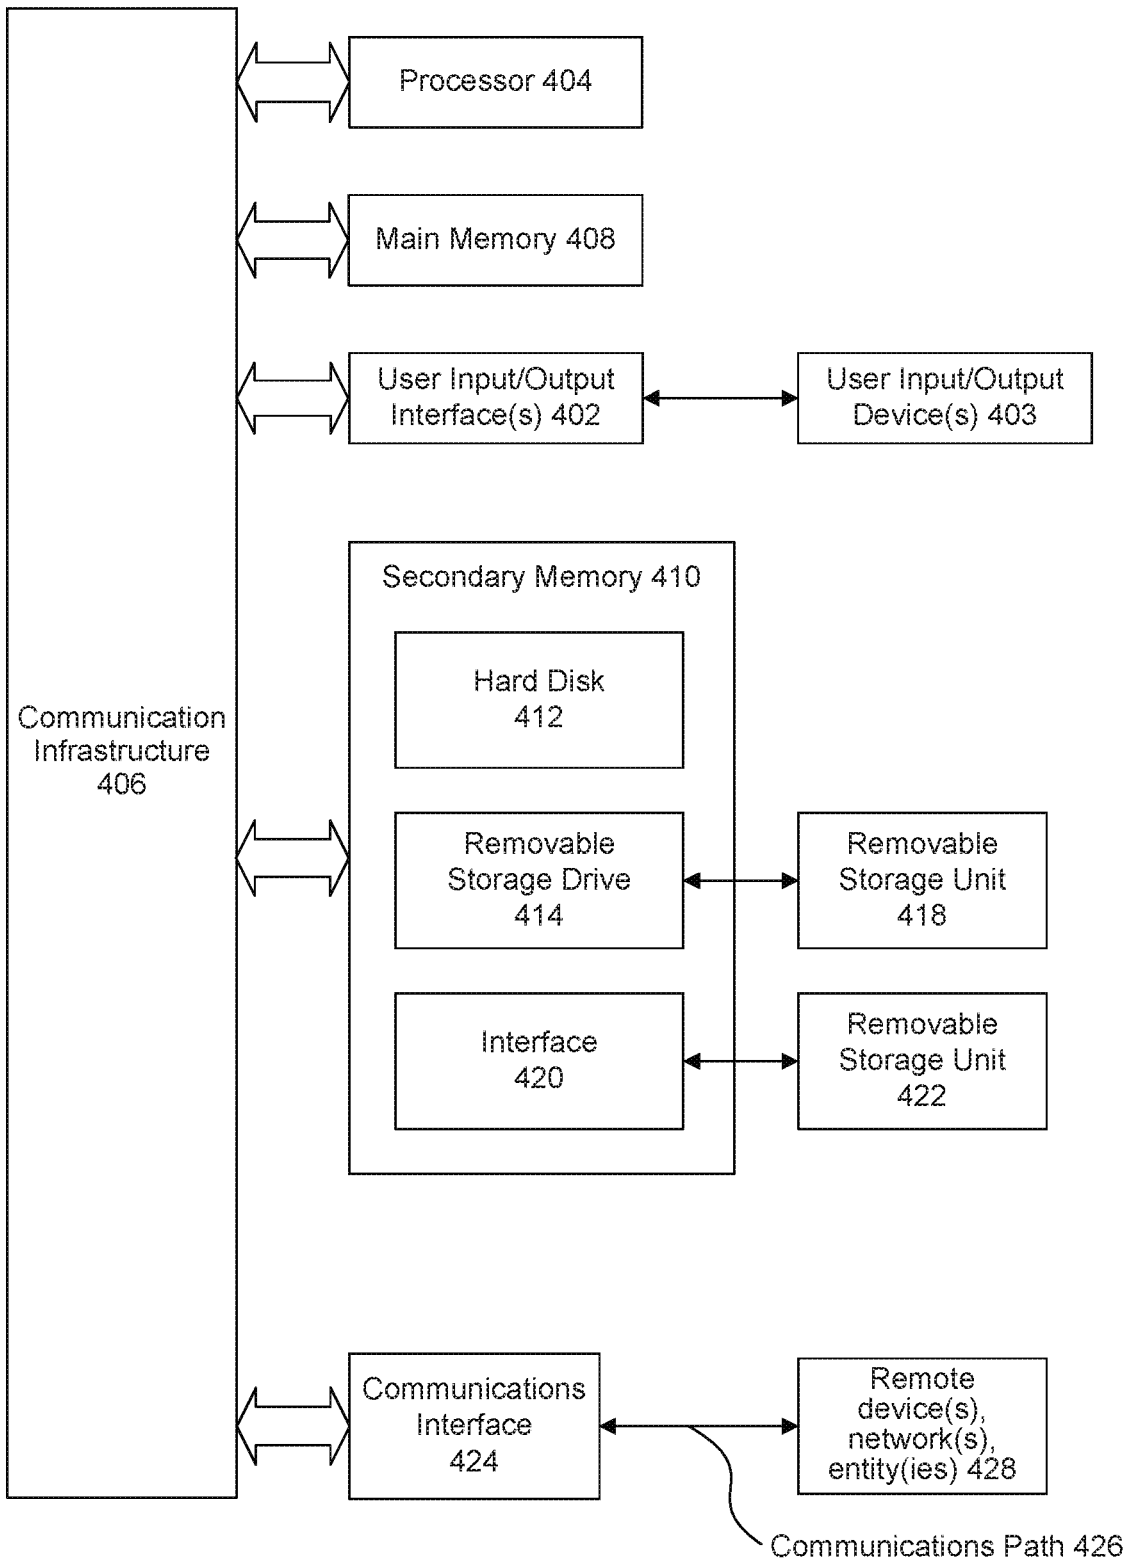 Processor 404
Main Memory 408
User Input/Output
Interface(s) 402
User Input/Output
Device(s) 403
Secondary Memory 410
Hard Disk
412
Communication
Infrastructure
406
Removable
Storage Drive
414
Removable
Storage Unit
418
Interface
420
Removable
Storage Unit
422
Communications
Interface
424
Remote
device(s),
network(s),
entity(ies) 428
Communications Path 426